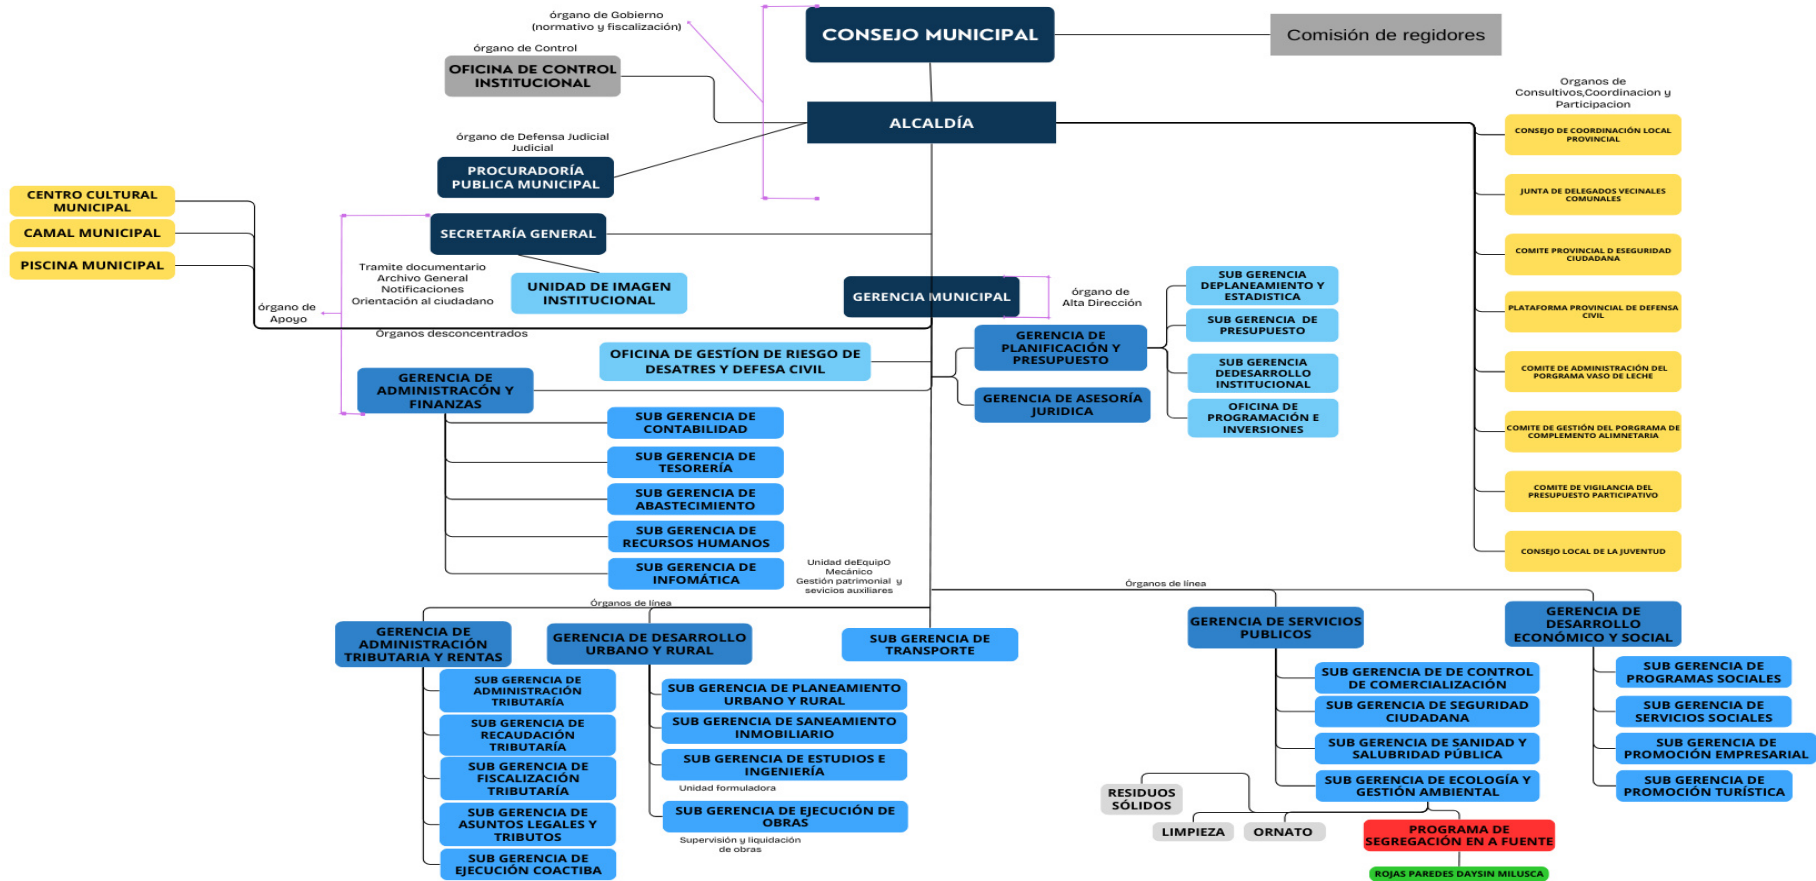 órgano de Gobierno
(normativo y fiscalización)
CONSEJO MUNICIPAL
Comisión de regidores
órgano de Control
OFICINA DE CONTROL
INSTITUCIONAL
ALCALDÍA
órgano de Defensa Judicial
Judicial
PROCURADORÍA
PUBLICA MUNICIPAL
Organos de
Consultivos,Coordinacion y
Participacion
CONSEJO DE COORDINACIÓN LOCAL
PROVINCIAL
JUNTA DE DELEGADOS VECINALES
COMUNALES
COMITE PROVINCIAL D ESEGURIDAD
CIUDADANA
PLATAFORMA PROVINCIAL DE DEFENSA
CIVIL
COMITE DE ADMINISTRACIÓN DEL
PORGRAMA VASO DE LECHE
COMITE DE GESTIÓN DEL PORGRAMA DE
COMPLEMENTO ALIMNETARIA
COMITE DE VIGILANCIA DEL
PRESUPUESTO PARTICIPATIVO
CONSEJO LOCAL DE LA JUVENTUD
CENTRO CULTURAL
MUNICIPAL
CAMAL MUNICIPAL
PISCINA MUNICIPAL
SECRETARÍA GENERAL
Tramite documentario
Archivo General
Notificaciones
Orientación al ciudadano
UNIDAD DE IMAGEN
INSTITUCIONAL
órgano de
Apoyo
Órganos desconcentrados
GERENCIA MUNICIPAL
órgano de
Alta Dirección
OFICINA DE GESTÍON DE RIESGO DE
DESATRES Y DEFESA CIVIL
GERENCIA DE
PLANIFICACIÓN Y
PRESUPUESTO
GERENCIA DE ASESORÍA
JURIDICA
SUB GERENCIA
DEPLANEAMIENTO Y
ESTADISTICA
SUB GERENCIA  DE
PRESUPUESTO
SUB GERENCIA
DEDESARROLLO
INSTITUCIONAL
OFICINA DE
PROGRAMACIÓN E
INVERSIONES
GERENCIA DE
ADMINISTRACÓN Y
FINANZAS
SUB GERENCIA DE
CONTABILIDAD
SUB GERENCIA DE
TESORERÍA
SUB GERENCIA DE
ABASTECIMIENTO
SUB GERENCIA DE
RECURSOS HUMANOS
SUB GERENCIA DE
INFOMÁTICA
Unidad deEquipO
Mecánico
Gestión patrimonial  y
sevicios auxiliares
Órganos de línea
Órganos de línea
GERENCIA DE
ADMINISTRACIÓN
TRIBUTARIA Y RENTAS
SUB GERENCIA DE
ADMINISTRACIÓN
TRIBUTARÍA
SUB GERENCIA DE
RECAUDACIÓN
TRIBUTARÍA
SUB GERENCIA DE
FISCALIZACIÓN
TRIBUTARÍA
SUB GERENCIA DE
ASUNTOS LEGALES Y
TRIBUTOS
SUB GERENCIA DE
EJECUCIÓN COACTIBA
GERENCIA DE DESARROLLO
URBANO Y RURAL
SUB GERENCIA DE PLANEAMIENTO
URBANO Y RURAL
SUB GERENCIA DE SANEAMIENTO
INMOBILIARIO
SUB GERENCIA DE ESTUDIOS E
INGENIERÍA
Unidad formuladora
SUB GERENCIA DE EJECUCIÓN DE
OBRAS
Supervisión y liquidación
de obras
SUB GERENCIA DE
TRANSPORTE
GERENCIA DE SERVICIOS
PUBLICOS
SUB GERENCIA DE DE CONTROL
DE COMERCIALIZACIÓN
SUB GERENCIA DE SEGURIDAD
CIUDADANA
SUB GERENCIA DE SANIDAD Y
SALUBRIDAD PÚBLICA
SUB GERENCIA DE ECOLOGÍA Y
GESTIÓN AMBIENTAL
RESIDUOS
SÓLIDOS
LIMPIEZA
ORNATO
PROGRAMA DE
SEGREGACIÓN EN A FUENTE
ROJAS PAREDES DAYSIN MILUSCA
GERENCIA DE
DESARROLLO
ECONÓMICO Y SOCIAL
SUB GERENCIA DE
PROGRAMAS SOCIALES
SUB GERENCIA DE
SERVICIOS SOCIALES
SUB GERENCIA DE
PROMOCIÓN EMPRESARIAL
SUB GERENCIA DE
PROMOCIÓN TURÍSTICA